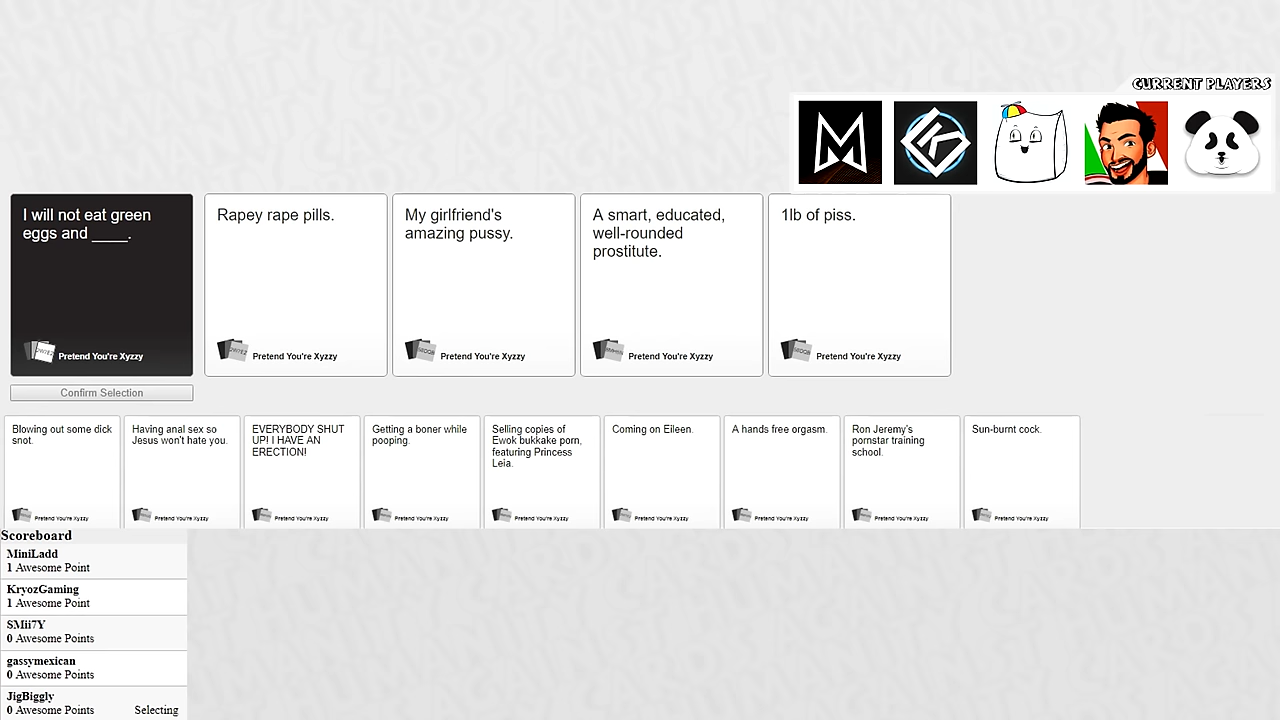 CURRENT PLAYERS
I will not eat green
eggs and ____.
Pretend You're Xyzzy
Rapey rape pills.
Pretend You're Xyzzy
My girlfriend's
amazing pussy.
Pretend You're Xyzzy
A smart, educated,
well-rounded
prostitute.
Pretend You're Xyzzy
1lb of piss.
Pretend You're Xyzzy
Confirm Selection
Blowing out some dick
snot.
Pretend You're Xyzzy
Having anal sex so
Jesus won't hate you.
Pretend You're Xyzzy
EVERYBODY SHUT
UP! I HAVE AN
ERECTION!
Pretend You're Xyzzy
Getting a boner while
pooping.
Pretend You're Xyzzy
Selling copies of
Ewok bukkake porn,
featuring Princess
Leia.
Pretend You're Xyzzy
Coming on Eileen.
Pretend You're Xyzzy
A hands free orgasm.
Pretend You're Xyzzy
Ron Jeremy's
pornstar training
school.
Pretend You're Xyzzy
Sun-burnt cock.
Pretend You're Xyzzy
Scoreboard
MiniLadd
1 Awesome Point
KryozGaming
1 Awesome Point
SMii7Y
0 Awesome Points
gassymexican
0 Awesome Points
JigBiggly
0 Awesome Points Selecting